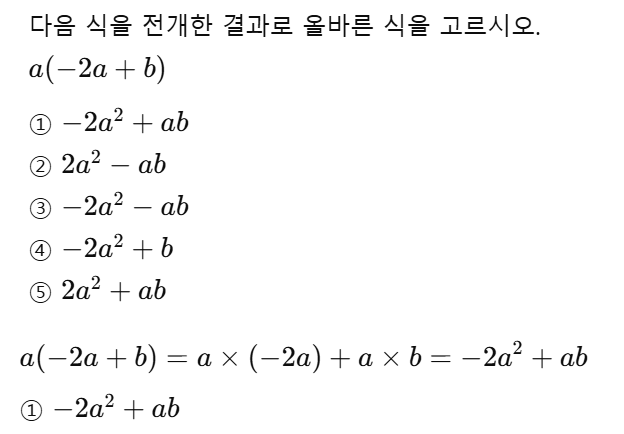 다음 식을 전개한 결과로 올바른 식을 고르시오.
a(−2a + b)
① −2a² + ab
② 2a² − ab
③ −2a² − ab
④ −2a² + b
⑤ 2a² + ab
a(−2a + b) = a × (−2a) + a × b = −2a² + ab
① −2a² + ab